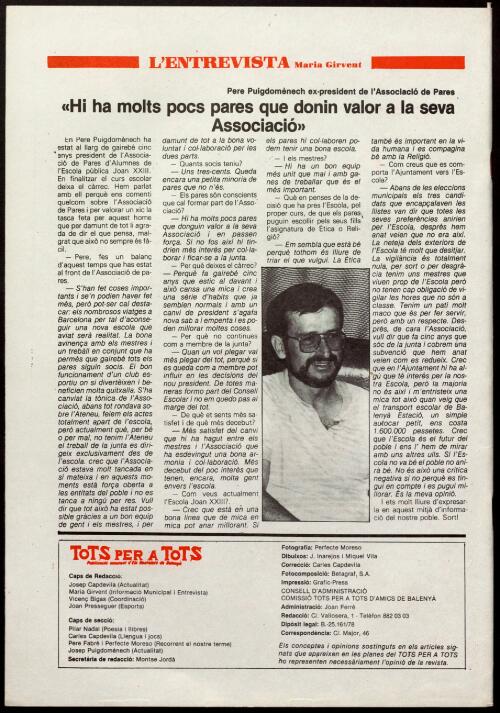 L'ENTREVISTA Maria Girvent
Pere Puigdomènech ex-president de l'Associació de Pares
«Hi ha molts pocs pares que donin valor a la seva
Associació»
En Pere Puigdomènech ha
estat al llarg de gairebé cinc
anys president de l'Associa-
ció de Pares d'Alumnes de
l'Escola pública Joan XXIII.
En finalitzar el curs escolar
deixa el càrrec. Hem parlat
amb ell perquè ens comenti
quelcom sobre l'Associació
de Pares i per valorar un xic la
tasca feta per aquest home
que par damunt de tot li agra-
da de dir el que pensa, mal-
grat que això no sempre és fà-
cil.
— Pere, fes un balanç
d'aquest temps que has estat
al front de l'Associació de pa-
res.
— S'han fet coses impor-
tants i se'n podien haver fet
més, però pot-ser cal desta-
car: els nombrosos viatges a
Barcelona per tal d'aconse-
guir una nova escola que
aviat serà realitat. La bona
avinença amb els mestres i
un treball en conjunt que ha
permès que gairebé tots els
pares siguin socis. El bon
funcionament d'un club es-
portiu on si diverteixen i be-
neficien molta quitxalla. S'ha
canviat la tònica de l'Associa-
ció, abans tot rondava so-
bre l'Ateneu, fèiem els actes
totalment apart de l'escola,
però actualment què, per bé
o per mal, no tenim l'Ateneu
el treball de la junta es di-
rigeix exclusivament des de
l'escola. crec que l'Associa-
ció estava molt tancada en
si mateixa i en aquests mo-
ments està força oberta a
les entitats del poble i no es
tanca a ningú per res. Vull
dir que tot això ha estat pos-
sible gràcies a un bon equip
de gent i els mestres, i per
damunt de tot a la bona vo-
luntat i col·laboració per les
dues parts.
— Quants socis teniu?
— Uns tres-cents. Queda
encara una petita minoria de
pares que no n'és.
— Els pares són conscients
que cal formar part de l'Asso-
ciació?
— Hi ha molts pocs pares
que donguin valor a la seva
Associació i en passen
força. Si no fos així hi tin-
drien més interès per col·la-
borar i ficar-se a la junta.
— Per què deixes el càrrec?
— Perquè fa gairebé cinc
anys que estic al davant i
això cansa una mica i crea
una sèrie d'hàbits que ja
semblen normals i amb un
canvi de president s'agafa
nova sab a l'empenta i es po-
den millorar moltes coses.
— Per què no continues
com a membre de la junta?
— Quan un plegar vai
més plegar del tot, perquè si
es queda com a membre pot
influir en les decisions del
nou president. De totes ma-
neras formo part del Consell
Escolar i no em quedo pas al
marge del tot.
— De què et sents més sa-
tisfet i de què més decebut?
— Més satisfet del canvi
que hi ha hagut entre els
mestres i l'Associació que
ha esdevingut una bona ar-
monia i col·laboració. Més
decebut del poc interès que
tenen, encara, molta gent
envers l'escola.
— Com veus actualment
l'Escola Joan XXIII?
— Crec que està en una
bona línea que de mica en
mica pot anar millorant. Si
els pares hi col·laboren po-
dem tenir una bona escola.
— I els mestres?
— Hi ha un bon equip
més unit que mai i amb ga-
nes de treballar que és el
més important.
— Què en penses de la de-
cisió que ha pres l'Escola, pel
proper curs, de que els pares
puguin escollir pels seus fills
l'asignatura de Ètica o Reli-
gió?
— Em sembla que està bé
perquè tothom és lliure de
triar el que vulgui. La Ètica
també és important en la vi-
da humana i es compagina
bé amb la Religió.
— Com creus que es com-
porta l'Ajuntament vers l'Es-
cola?
— Abans de les eleccions
municipals els tres candi-
dats que encapçalaven les
llistes van dir que totes les
seves preferències anirien
per l'Escola, després hem
anat veien que no era així.
La neteja dels exteriors de
l'Escola té molt que desitjar.
La vigilància és totalment
nula, per sort o per desgrà-
cia tenim uns mestres que
viuen prop de l'Escola però
no tenen cap obligació de vi-
gilar les hores que no són a
classe. Tenim un pati molt
maco que és per fer servir,
però amb un respecte. Des-
près, de cara l'Associació,
vull dir que fa cinc anys que
sóc de la junta i cobrem una
subvenció que hem anat
veien com es redueix. Crec
que en l'Ajuntament hi ha al-
gú que té interès per la nos-
tra Escola, però la majoria
no és així i m'entristeix una
mica tot això quan veig que
el transport escolar de Ba-
lenyà Estació, un simple
autocar petit, ens costa
1.600.000 pessetes. Crec
que l'Escola és el futur del
poble i ens l' hem de mirar
amb uns altres ulls. Si l'Es-
cola no va bé el poble no ani-
rà bé. No és això una crítica
negativa si no perquè es tin-
gui en compte i es pugui mi-
llorar. És la meva opinió.
I ets molt lliure d'expressar-
la en aquest mitjà d'informa-
ció del nostre poble. Sort!
TOTS PER A TOTS
Caps de Redacció:
Josep Capdevila (Actualitat)
Maria Girvent (Informació Municipal i Entrevista)
Vicenç Bigas (Coordinació)
Joan Presseguer (Esports)
Caps de secció:
Pilar Nadal (Poesia i llibres)
Carles Capdevila (Llengua i jocs)
Pere Fabré i Perfecte Moreso (Recorrent el nostre terme)
Josep Puigdomènech (Actualitat)
Secretària de redacció: Montse Jordà
Fotografia: Perfecte Moreso
Dibuixos: J. Inarejos i Miquel Vila
Correcció: Carles Capdevila
Fotocomposició: Betagraf, S.A.
Impressió: Grafic-Press
CONSELL D'ADMINISTRACIÓ
COMISSIÓ TOTS PER A TOTS D'AMICS DE BALENYÀ
Administració: Joan Ferré
Redacció: C/. Vallosera, 1 - Telèfon 882 03 03
Dipòsit legal: B.-25.161/78
Correspondència: C/. Major, 46
Els conceptes i opinions sostinguts en els articles sig-
nats que apareixen en les planes del TOTS PER A TOTS
no representen necessàriament l'opinió de la revista.